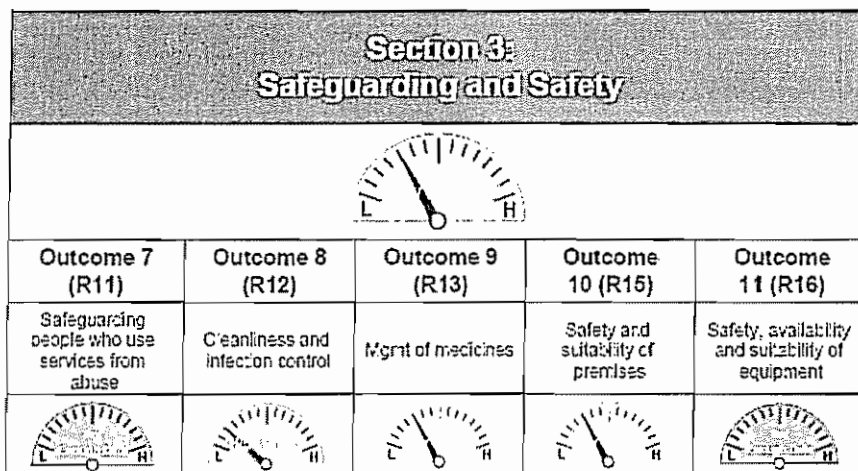 Section 3:
Safeguarding and Safety
L H
Outcome 7
(R11)
Outcome 8
(R12)
Outcome 9
(R13)
Outcome
10 (R15)
Outcome
11 (R16)
Safeguarding
people who use
services from
abuse
Cleanliness and
infection control
Mgmt of medicines
Safety and
suitability of
premises
Safety, availability
and suitability of
equipment
L H
L H
L H
L H
L H